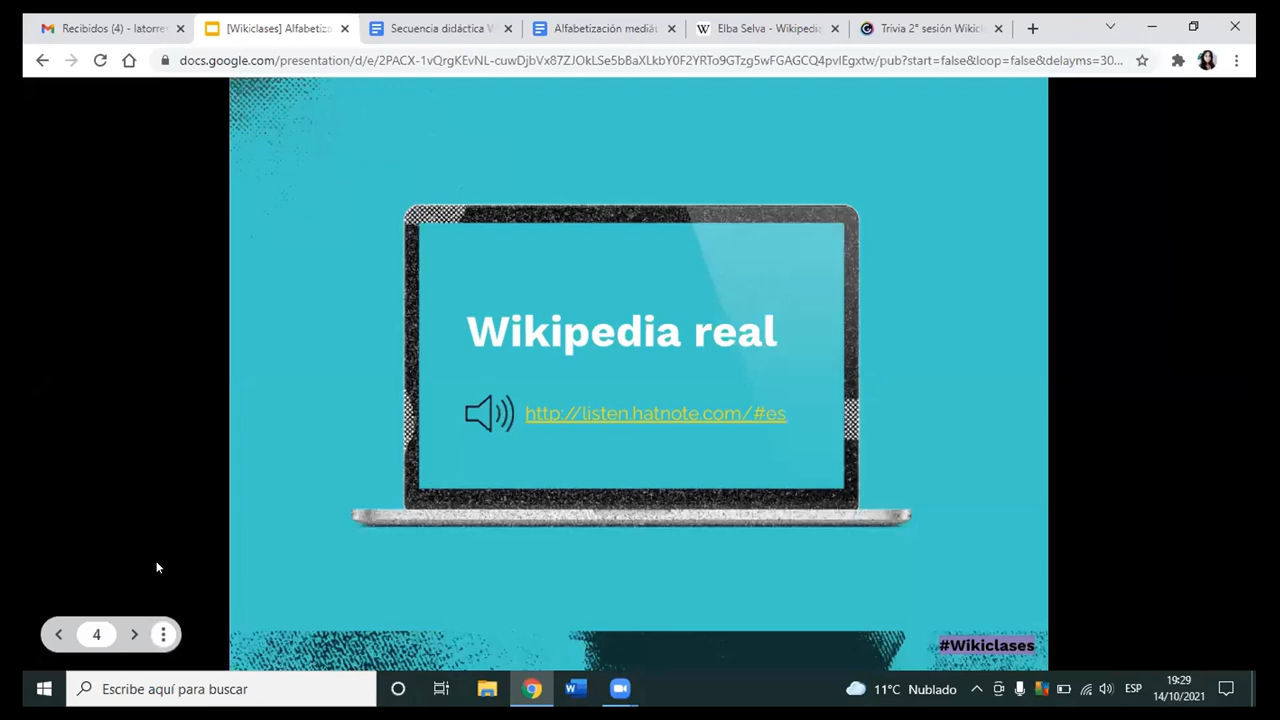 Recibidos (4) - latorre
[Wikiclases] Alfabetiza
Secuencia didáctica W
Alfabetización mediát
Elba Selva - Wikipedi
Trivia 2° sesión Wikicl
docs.google.com/presentation/d/e/2PACX-1vQrgKEvNL-cuwDjbVx87ZJOkLSe5bBaXLkbY0F2YRTo9GTzg5wFGAGCQ4pvIEgxtw/pub?start=false&loop=false&delayms=30...
Wikipedia real
http://listen.hatnote.com/#es
4
#Wikiclases
Escribe aquí para buscar
11°C Nublado
ESP
19:29
14/10/2021